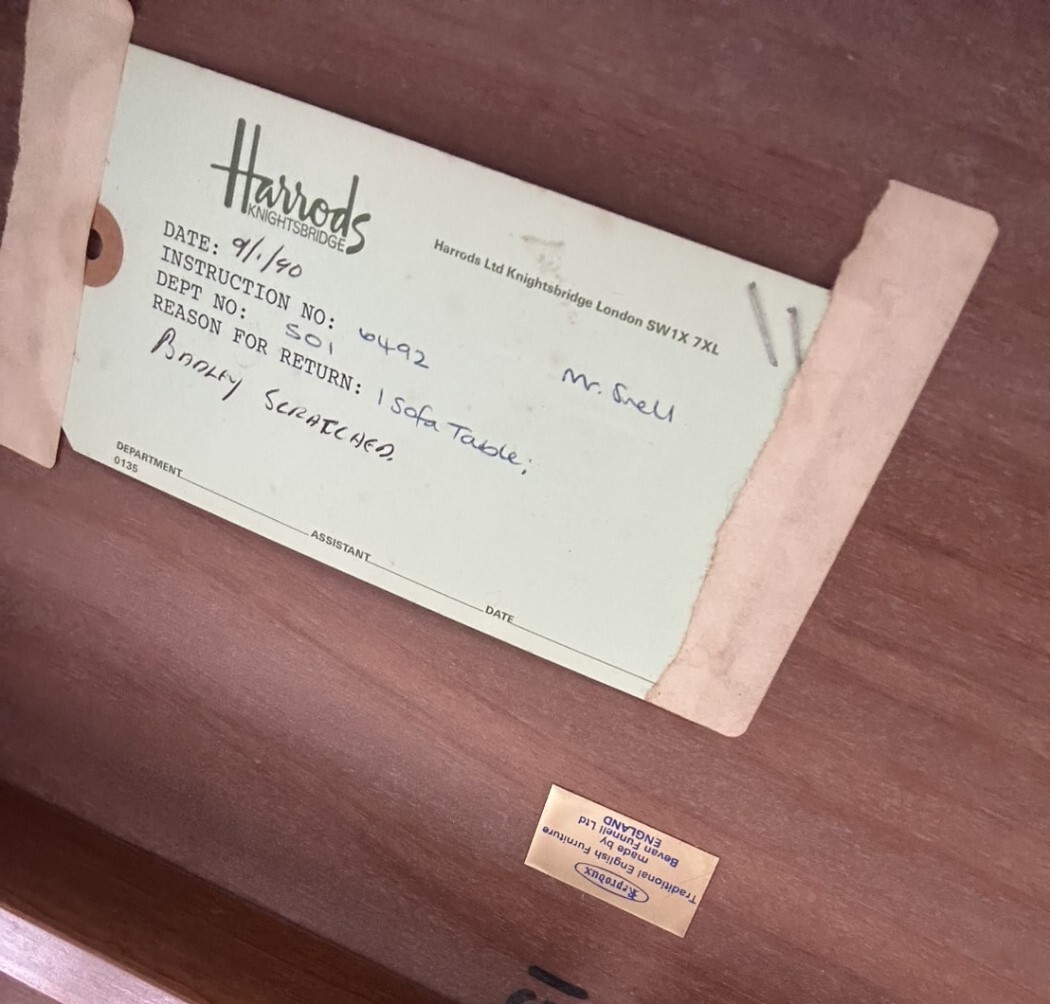 Harrods
KNIGHTSBRIDGE
Harrods Ltd Knightsbridge London SW1X 7XL
DATE: 9/1/90
INSTRUCTION NO: 6492 Mr. Snell
DEPT NO: 501
REASON FOR RETURN: 1 Sofa Table;
BADLEY SCRATCHED.
DEPARTMENT ASSISTANT DATE
0135
Reprodux
Traditional English Furniture
made by
Bevan Funnell Ltd
ENGLAND